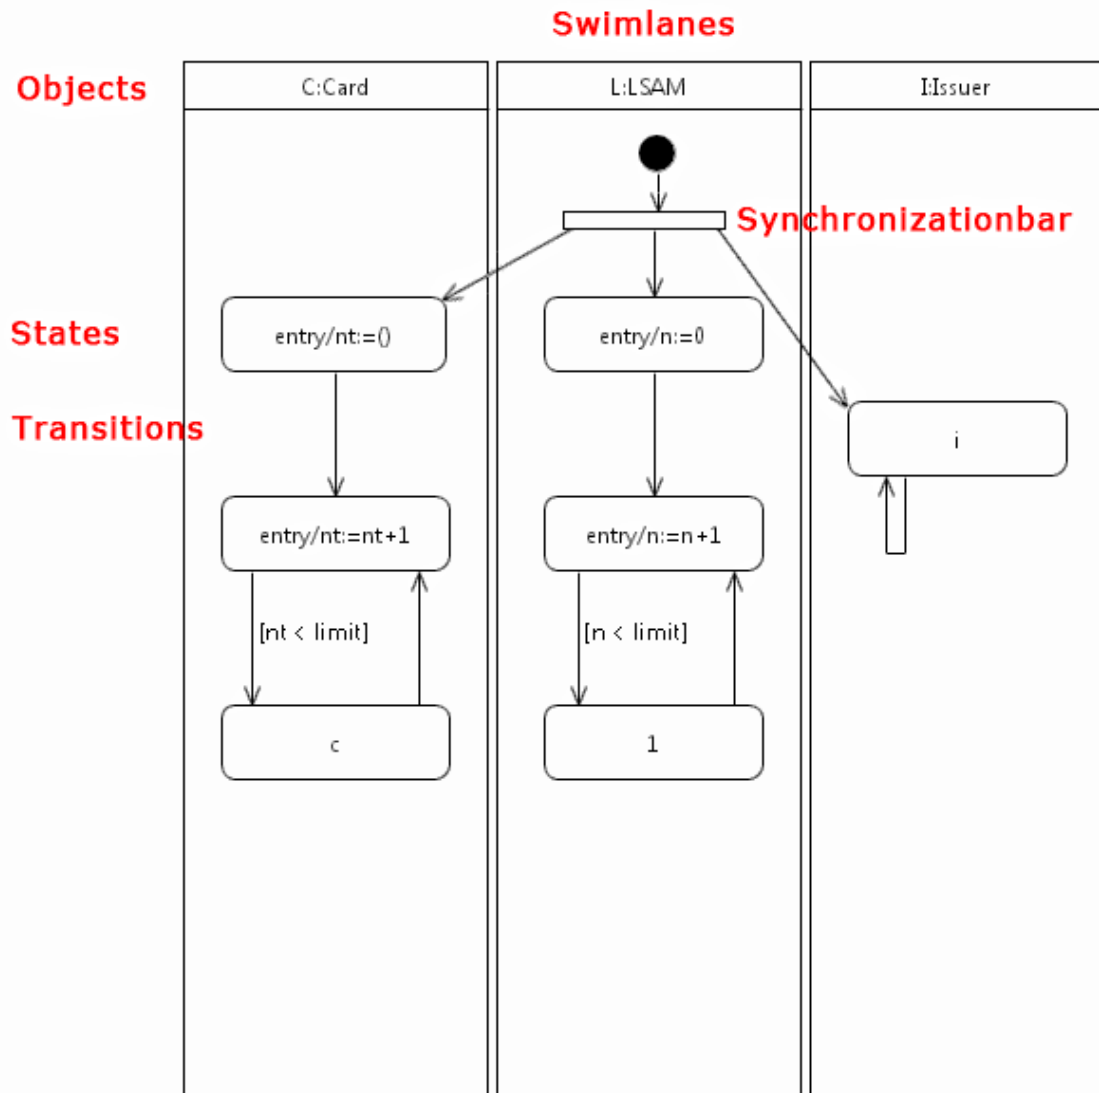 Swimlanes
Objects
C:Card
L:LSAM
I:Issuer
Synchronizationbar
States
entry/nt:=()
entry/n:=0
Transitions
i
entry/nt:=nt+1
entry/n:=n+1
[nt < limit]
[n < limit]
c
1